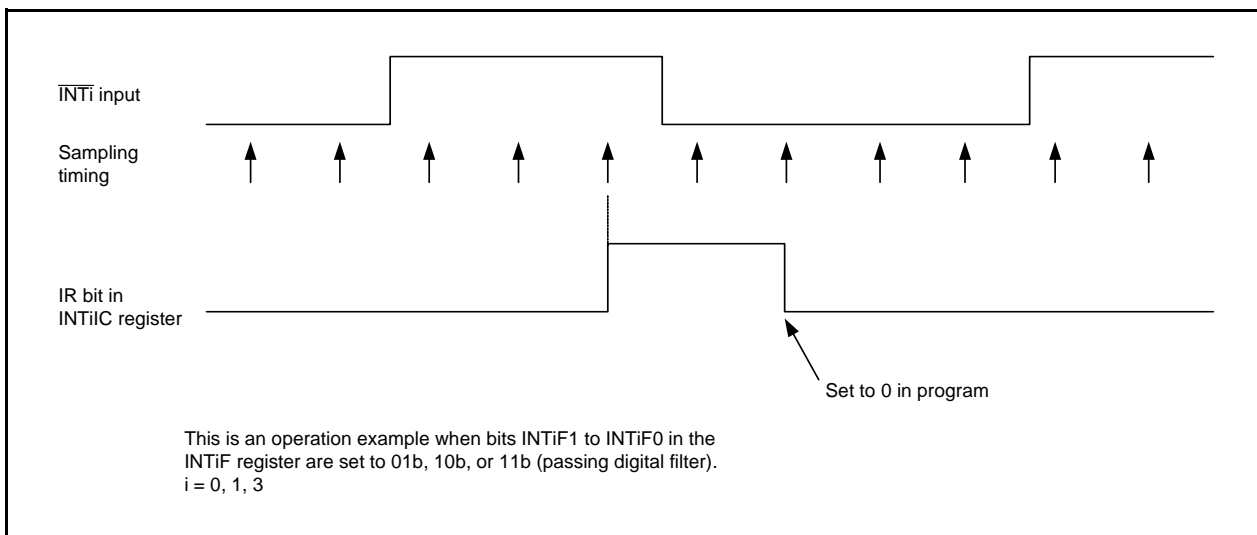 INTi input
Sampling
timing
IR bit in
INTiIC register
Set to 0 in program
This is an operation example when bits INTiF1 to INTiF0 in the
INTiF register are set to 01b, 10b, or 11b (passing digital filter).
i = 0, 1, 3